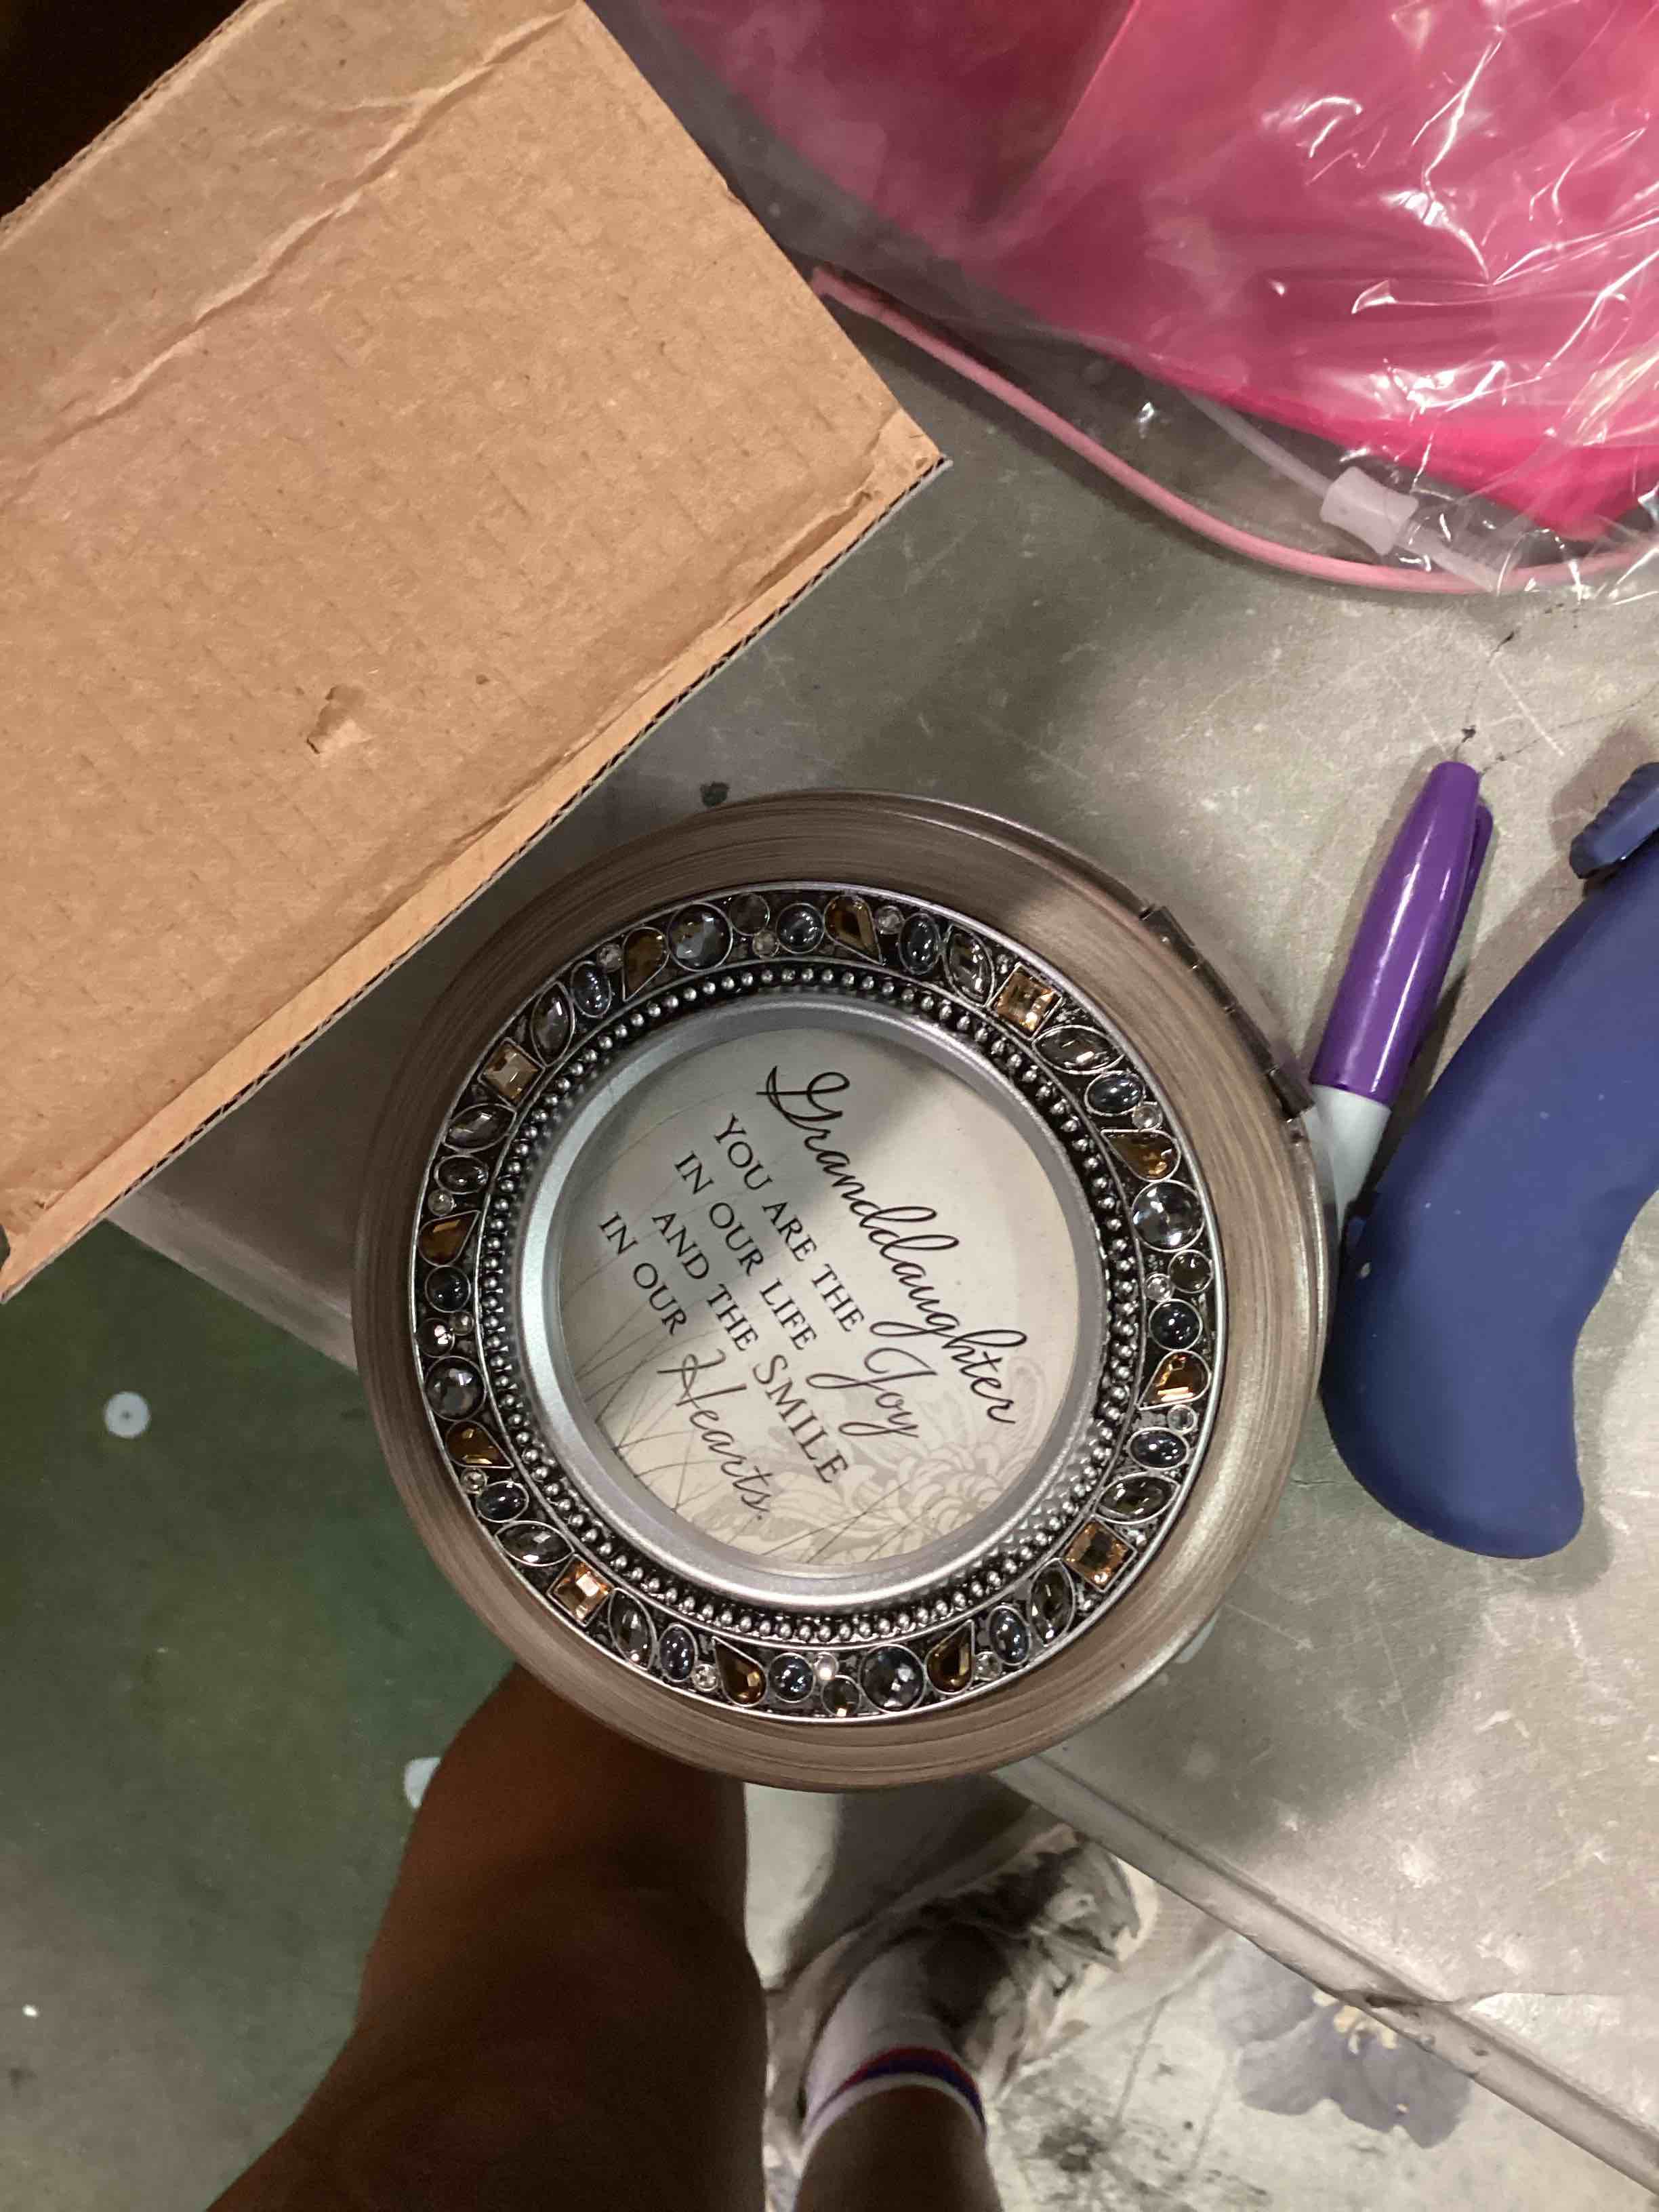 Granddaughter
YOU ARE THE Joy
IN OUR LIFE
AND THE SMILE
IN OUR Hearts.